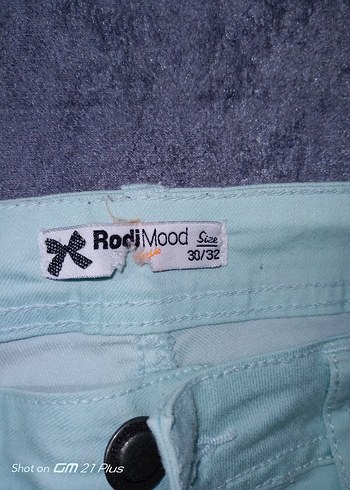 RodiMood Size
30/32
Shot on GM 21 Plus